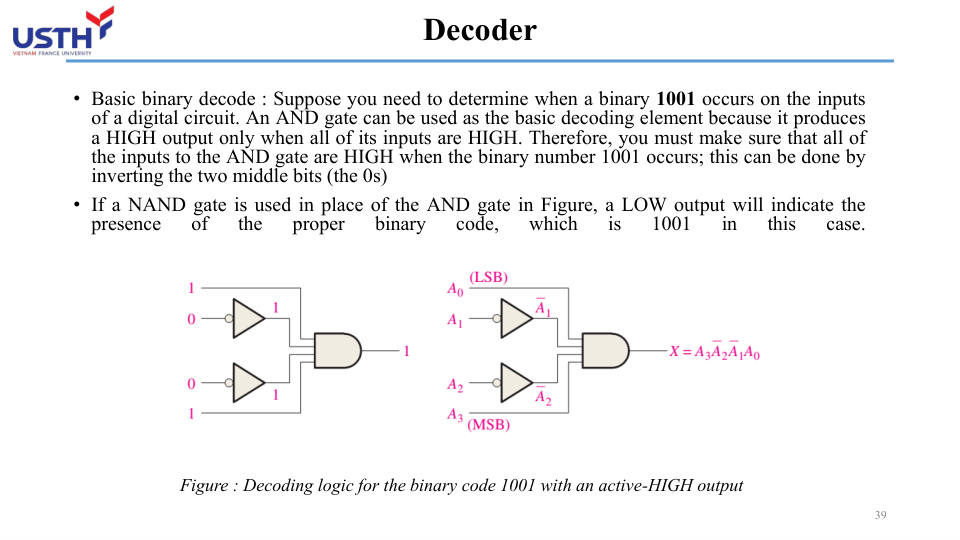 USTH
VIETNAM FRANCE UNIVERSITY
Decoder
• Basic binary decode : Suppose you need to determine when a binary 1001 occurs on the inputs
of a digital circuit. An AND gate can be used as the basic decoding element because it produces
a HIGH output only when all of its inputs are HIGH. Therefore, you must make sure that all of
the inputs to the AND gate are HIGH when the binary number 1001 occurs; this can be done by
inverting the two middle bits (the 0s)
• If a NAND gate is used in place of the AND gate in Figure, a LOW output will indicate the
presence of the proper binary code, which is 1001 in this case.
1
0
1
1
0
1
1
A₀ (LSB)
A₁
A̅₁
X = A₃A̅₂A̅₁A₀
A₂
A̅₂
A₃ (MSB)
Figure : Decoding logic for the binary code 1001 with an active-HIGH output
39